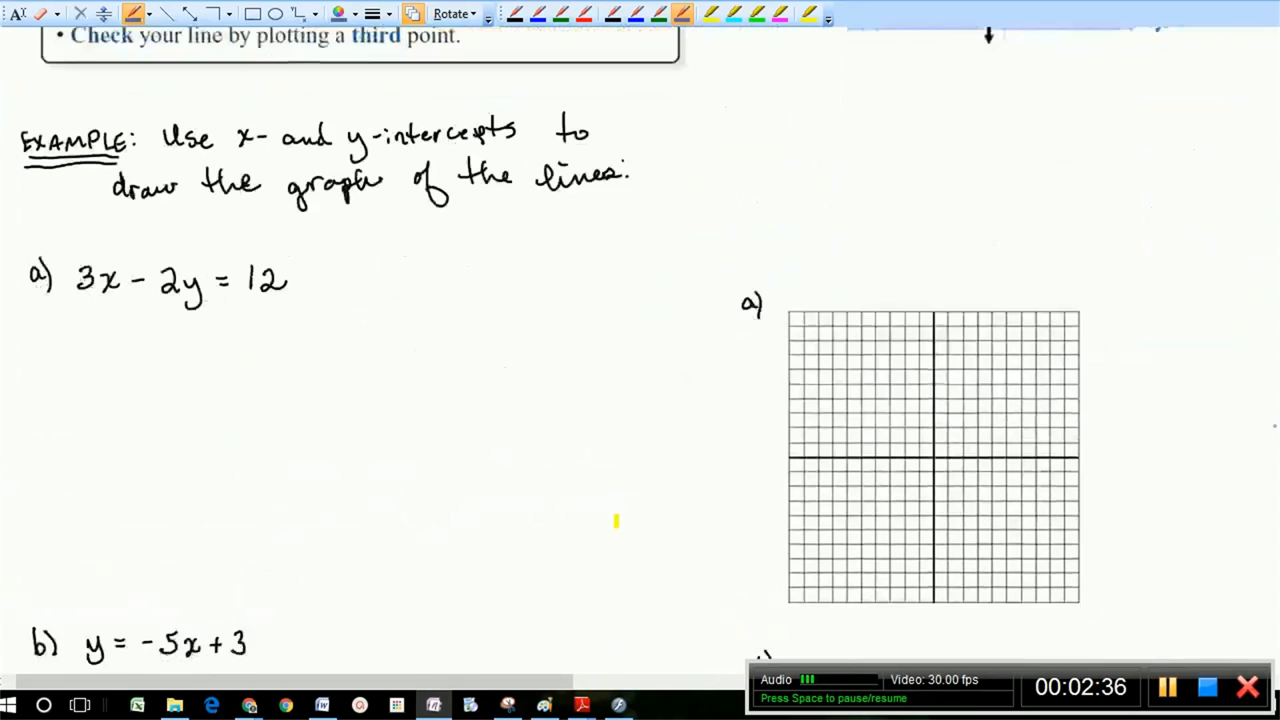 Rotate
• Check your line by plotting a third point.
EXAMPLE: Use x- and y-intercepts to
draw the graph of the lines:
a) 3x - 2y = 12
a)
b) y = -5x + 3
Audio
Video: 30.00 fps
Press Space to pause/resume
00:02:36